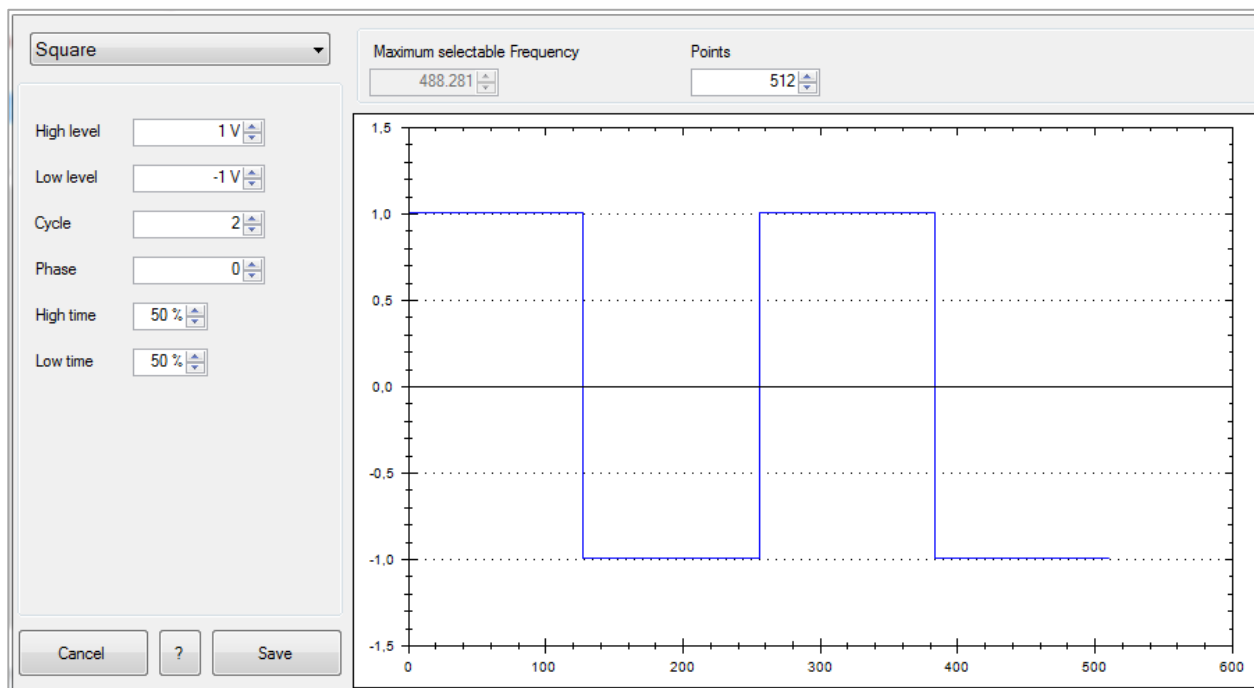 Square
Maximum selectable Frequency
Points
488.281
512
High level
1 V
Low level
-1 V
Cycle
2
Phase
0
High time
50 %
Low time
50 %
Cancel
?
Save
1,5
1,0
0,5
0,0
-0,5
-1,0
-1,5
0 100 200 300 400 500 600